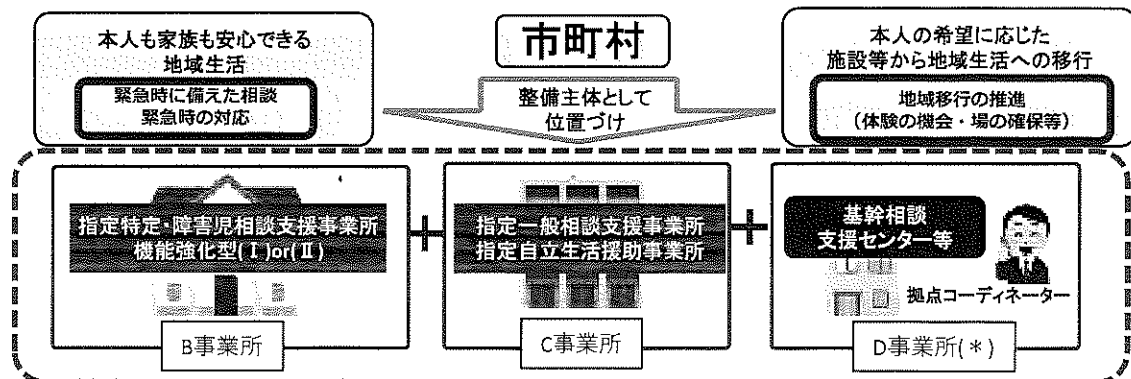 本人も家族も安心できる
地域生活
緊急時に備えた相談
緊急時の対応
市町村
整備主体として
位置づけ
本人の希望に応じた
施設等から地域生活への移行
地域移行の推進
(体験の機会・場の確保等)
指定特定・障害児相談支援事業所
機能強化型(Ⅰ)or(Ⅱ)
B事業所
+
指定一般相談支援事業所
指定自立生活援助事業所
C事業所
+
基幹相談
支援センター等
拠点コーディネーター
D事業所(*)